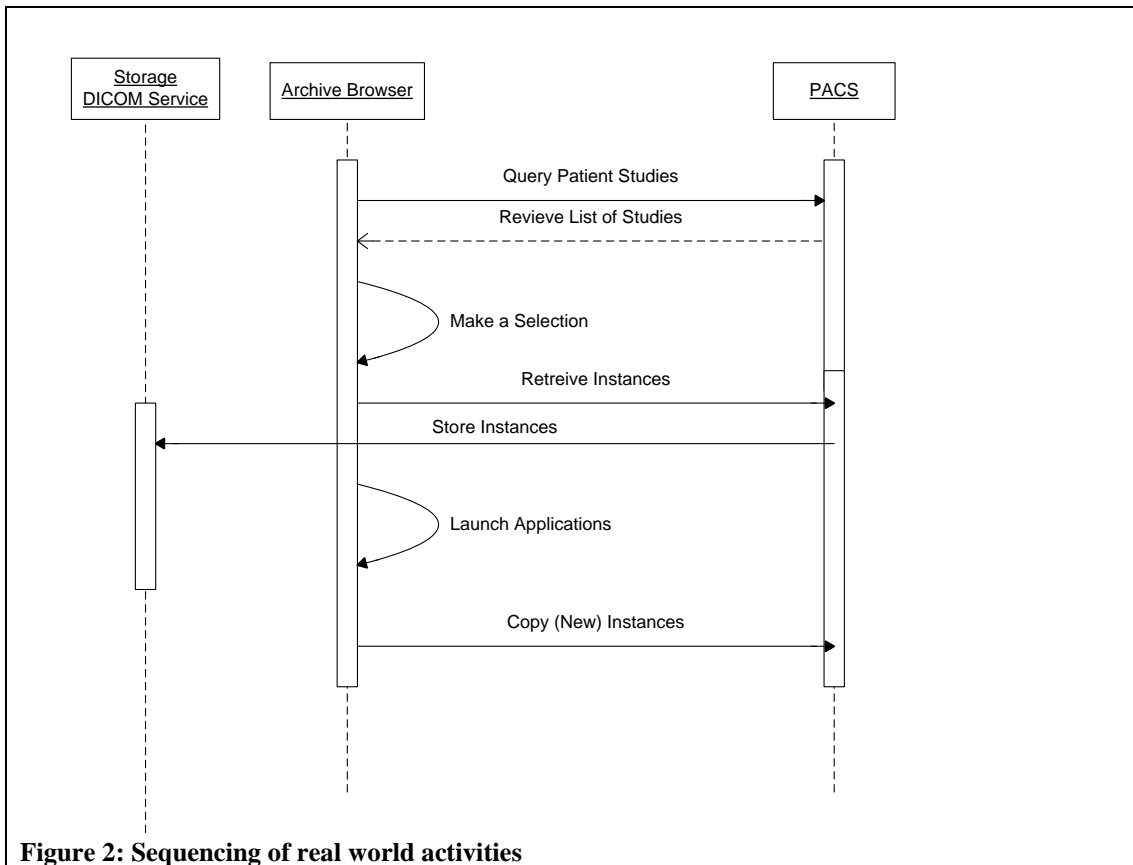 Storage
DICOM Service
Archive Browser
PACS
Query Patient Studies
Revieve List of Studies
Make a Selection
Retreive Instances
Store Instances
Launch Applications
Copy (New) Instances
Figure 2: Sequencing of real world activities